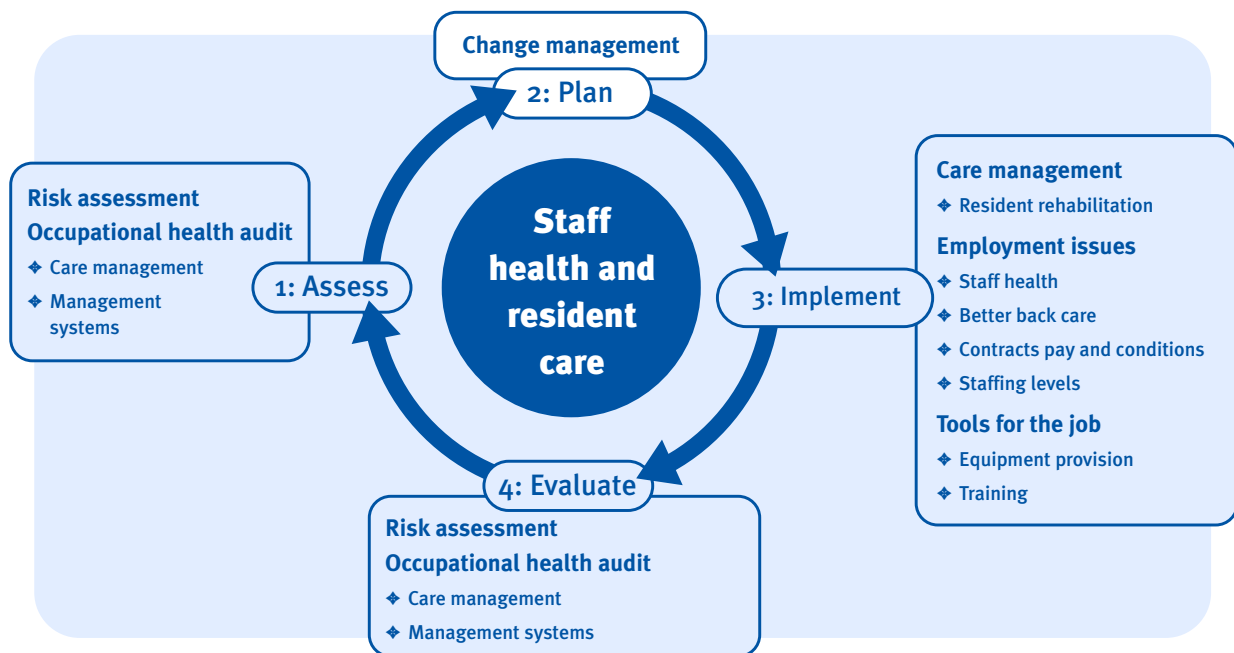 Change management
2: Plan
Risk assessment
Occupational health audit
❖ Care management
❖ Management
systems
1: Assess
Staff
health and
resident
care
3: Implement
Care management
❖ Resident rehabilitation
Employment issues
❖ Staff health
❖ Better back care
❖ Contracts pay and conditions
❖ Staffing levels
Tools for the job
❖ Equipment provision
❖ Training
4: Evaluate
Risk assessment
Occupational health audit
❖ Care management
❖ Management systems